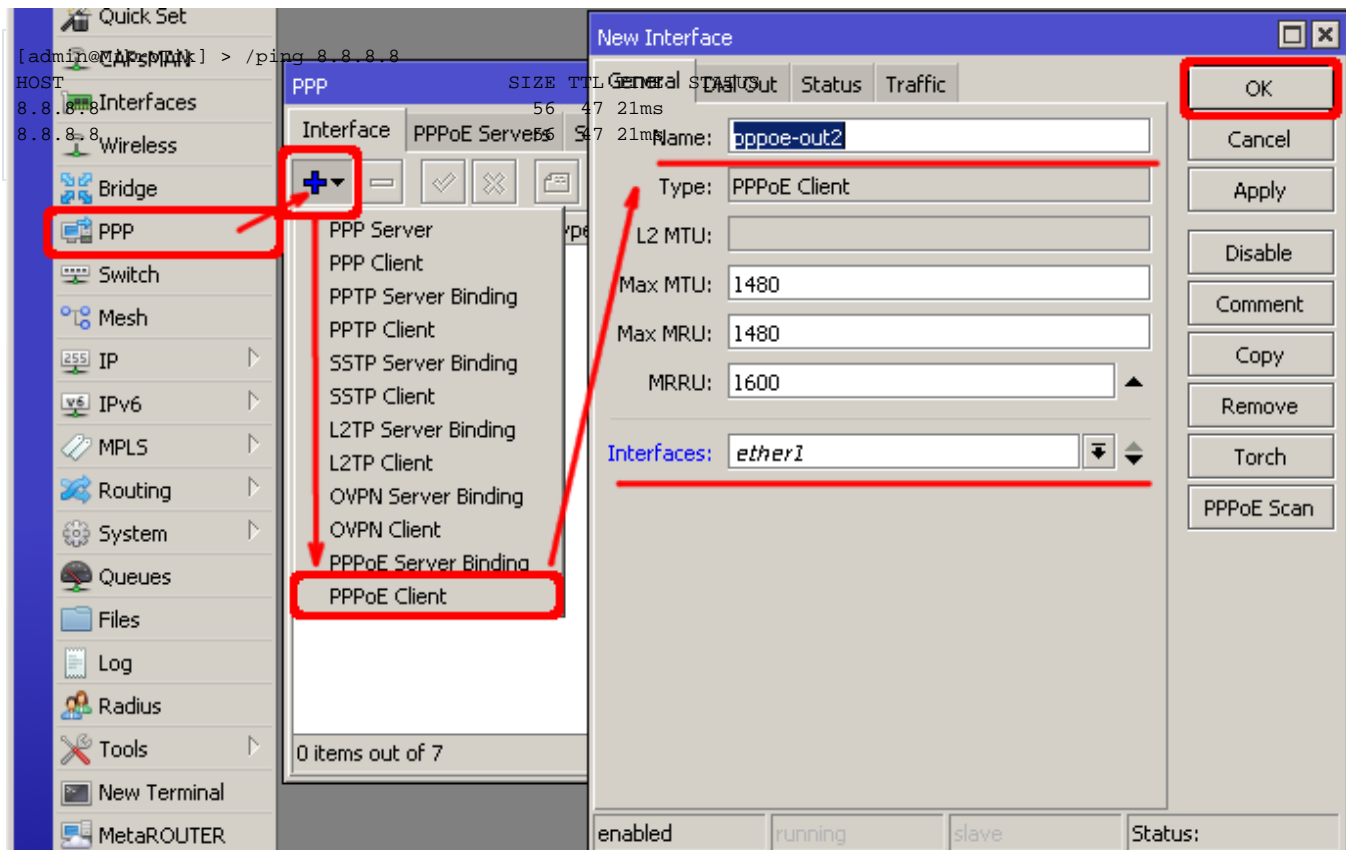 Quick Set
[admin@MikroTik] > /ping 8.8.8.8
CAPsMAN
HOST SIZE TTL TIME STATUS
8.8.8.8 56 47 21ms
8.8.8.8 56 47 21ms
Interfaces
Wireless
Bridge
PPP
Switch
Mesh
255 IP
v6 IPv6
MPLS
Routing
System
Queues
Files
Log
Radius
Tools
New Terminal
MetaROUTER
PPP
Interface PPPoE Servers S
PPP Server
PPP Client
PPTP Server Binding
PPTP Client
SSTP Server Binding
SSTP Client
L2TP Server Binding
L2TP Client
OVPN Server Binding
OVPN Client
PPPoE Server Binding
PPPoE Client
0 items out of 7
New Interface
General Dial Out Status Traffic
Name: pppoe-out2
Type: PPPoE Client
L2 MTU:
Max MTU: 1480
Max MRU: 1480
MRRU: 1600
Interfaces: ether1
OK
Cancel
Apply
Disable
Comment
Copy
Remove
Torch
PPPoE Scan
enabled running slave Status: